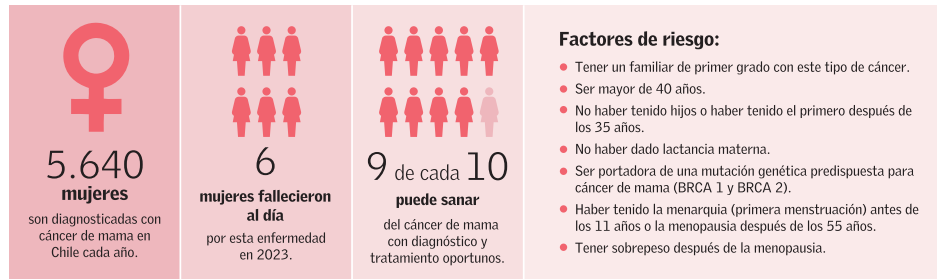 5.640
mujeres
son diagnosticadas con
cáncer de mama en
Chile cada año.
6
mujeres fallecieron
al día
por esta enfermedad
en 2023.
9 de cada 10
puede sanar
del cáncer de mama
con diagnóstico y
tratamiento oportunos.
Factores de riesgo:
Tener un familiar de primer grado con este tipo de cáncer.
Ser mayor de 40 años.
No haber tenido hijos o haber tenido el primero después de
los 35 años.
No haber dado lactancia materna.
Ser portadora de una mutación genética predispuesta para
cáncer de mama (BRCA 1 y BRCA 2).
Haber tenido la menarquia (primera menstruación) antes de
los 11 años o la menopausia después de los 55 años.
Tener sobrepeso después de la menopausia.